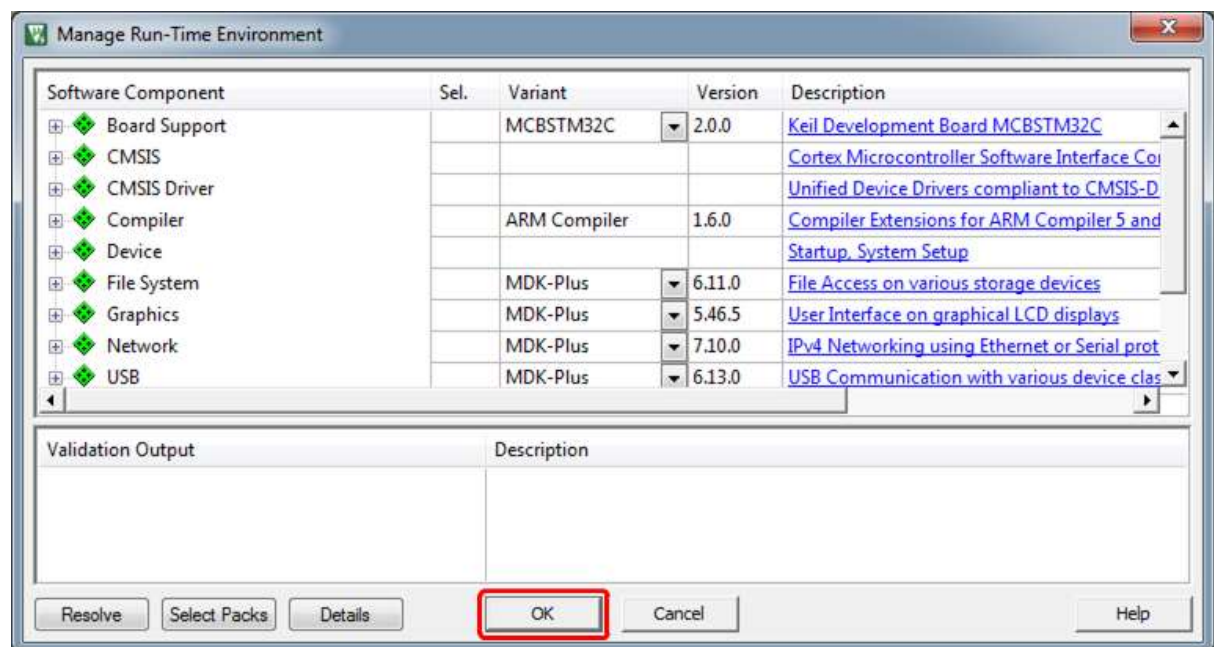 Manage Run-Time Environment
Software Component Sel. Variant Version Description
Board Support MCBSTM32C 2.0.0 Keil Development Board MCBSTM32C
CMSIS Cortex Microcontroller Software Interface Co
CMSIS Driver Unified Device Drivers compliant to CMSIS-D
Compiler ARM Compiler 1.6.0 Compiler Extensions for ARM Compiler 5 and
Device Startup, System Setup
File System MDK-Plus 6.11.0 File Access on various storage devices
Graphics MDK-Plus 5.46.5 User Interface on graphical LCD displays
Network MDK-Plus 7.10.0 IPv4 Networking using Ethernet or Serial prot
USB MDK-Plus 6.13.0 USB Communication with various device clas
Validation Output Description
Resolve Select Packs Details OK Cancel Help